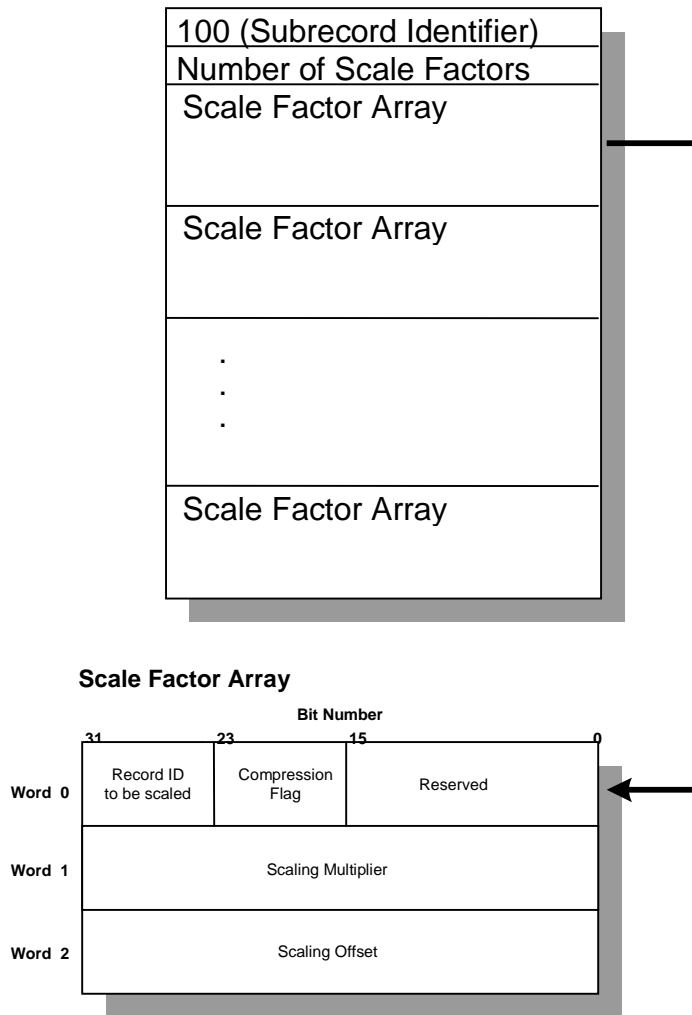 100 (Subrecord Identifier)
Number of Scale Factors
Scale Factor Array
Scale Factor Array
.
.
.
Scale Factor Array
Scale Factor Array
Bit Number
31 23 15 0
Word 0
Record ID
to be scaled
Compression
Flag
Reserved
Word 1
Scaling Multiplier
Word 2
Scaling Offset